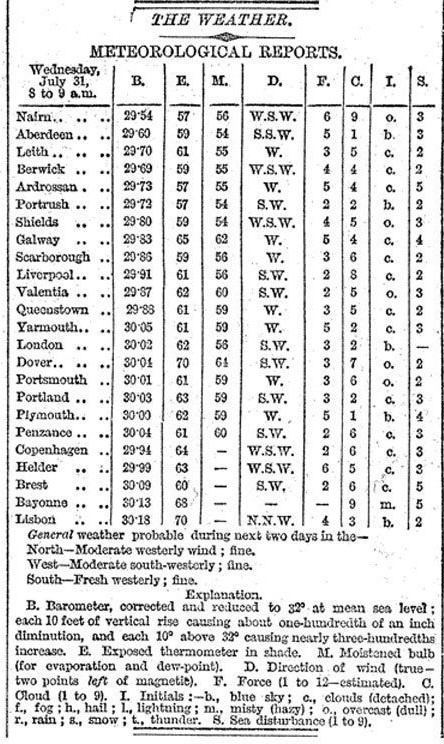 THE WEATHER.
METEOROLOGICAL REPORTS.
Wednesday, July 31, 8 to 9 a.m. B. E. M. D. F. C. I. S.
Nairn .. .. 29·54 57 56 W.S.W. 6 9 o. 3
Aberdeen .. .. 29·60 59 54 S.S.W. 5 1 b. 3
Leith .. .. 29·70 61 55 W. 3 5 c. 2
Berwick .. .. 29·69 59 55 W.S.W. 4 4 c. 2
Ardrossan .. 29·73 57 55 W. 5 4 c. 5
Portrush .. .. 29·72 57 54 S.W. 2 2 b. 2
Shields .. .. 29·80 59 54 W.S.W. 4 5 o. 3
Galway .. .. 29·83 65 62 W. 5 4 c. 4
Scarborough .. 29·86 59 56 W. 3 6 c. 2
Liverpool .. .. 29·91 61 56 S.W. 2 8 c. 2
Valentia .. .. 29·87 62 60 S.W. 2 5 o. 3
Queenstown .. 29·88 61 59 W. 3 5 c. 2
Yarmouth .. .. 30·05 61 59 W. 5 2 c. 3
London .. .. 30·02 62 56 S.W. 3 2 b. —
Dover .. .. 30·04 70 64 S.W. 3 7 o. 2
Portsmouth .. 30·01 61 59 W. 3 6 o. 2
Portland .. .. 30·03 63 59 S.W. 3 2 c. 3
Plymouth .. .. 30·00 62 59 W. 5 1 b. 4
Penzance .. .. 30·04 61 60 S.W. 2 6 c. 3
Copenhagen .. 29·94 64 — W.S.W. 2 6 c. 3
Helder .. .. 29·99 63 — W.S.W. 6 5 c. 3
Brest .. .. 30·09 60 — S.W. 2 6 c. 5
Bayonne .. .. 30·13 68 — — — 9 m. 5
Lisbon .. .. 30·18 70 — N.N.W. 4 3 b. 2
General weather probable during next two days in the—
North—Moderate westerly wind ; fine.
West—Moderate south-westerly ; fine.
South—Fresh westerly ; fine.
Explanation.
B. Barometer, corrected and reduced to 32° at mean sea level ;
each 10 feet of vertical rise causing about one-hundredth of an inch
diminution, and each 10° above 32° causing nearly three-hundredths
increase. E. Exposed thermometer in shade. M. Moistened bulb
(for evaporation and dew-point). D. Direction of wind (true—
two points left of magnetic). F. Force (1 to 12—estimated). C.
Cloud (1 to 9). I. Initials :—b., blue sky ; c., clouds (detached) ;
f., fog ; h., hail ; l., lightning ; m., misty (hazy) ; o., overcast (dull) ;
r., rain ; s., snow ; t., thunder. S. Sea disturbance (1 to 9).